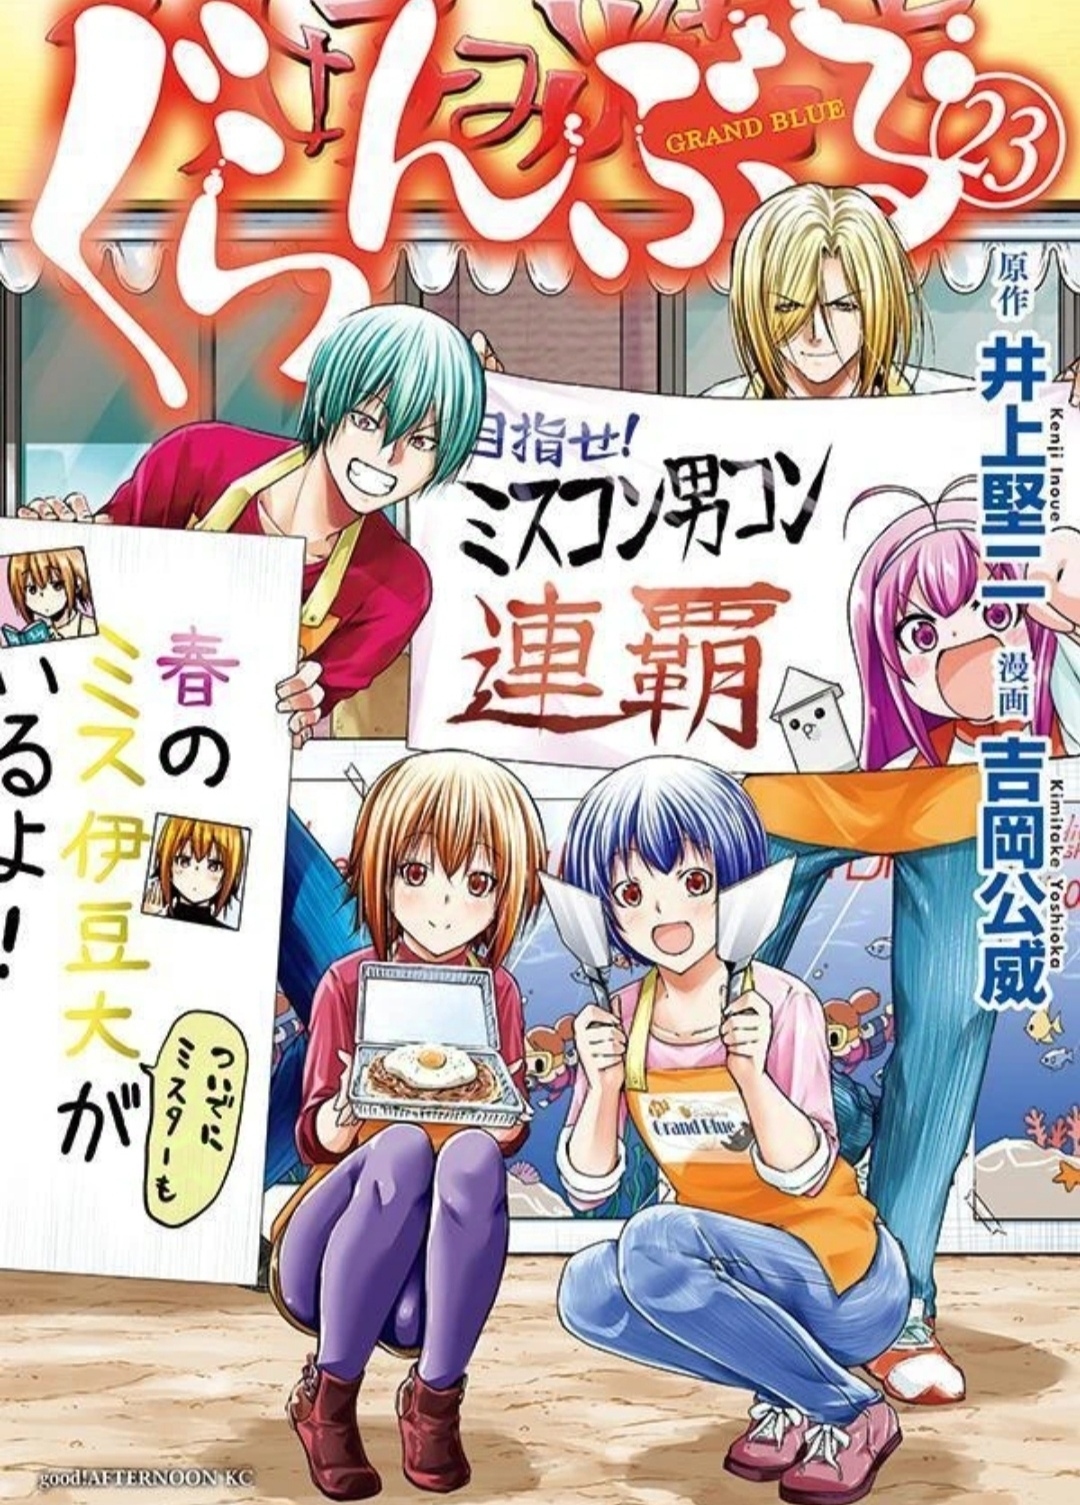 ぐらんぶる
GRAND BLUE
23
原作
井上堅二
Kenji Inoue
漫画
吉岡公威
Kimitake Yoshioka
目指せ!
ミスコン男コン
連覇
春の
ミス伊豆大が
いるよ!
ついでに
ミスターも
Grand Blue
good!AFTERNOON KC